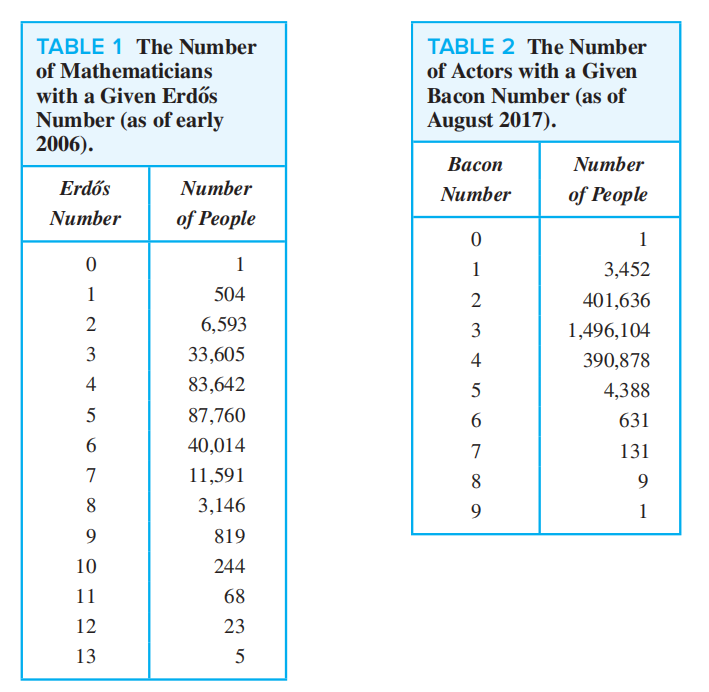 TABLE 1 The Number
of Mathematicians
with a Given Erdős
Number (as of early
2006).
Erdős Number
Number of People
0 1
1 504
2 6,593
3 33,605
4 83,642
5 87,760
6 40,014
7 11,591
8 3,146
9 819
10 244
11 68
12 23
13 5
TABLE 2 The Number
of Actors with a Given
Bacon Number (as of
August 2017).
Bacon Number
Number of People
0 1
1 3,452
2 401,636
3 1,496,104
4 390,878
5 4,388
6 631
7 131
8 9
9 1